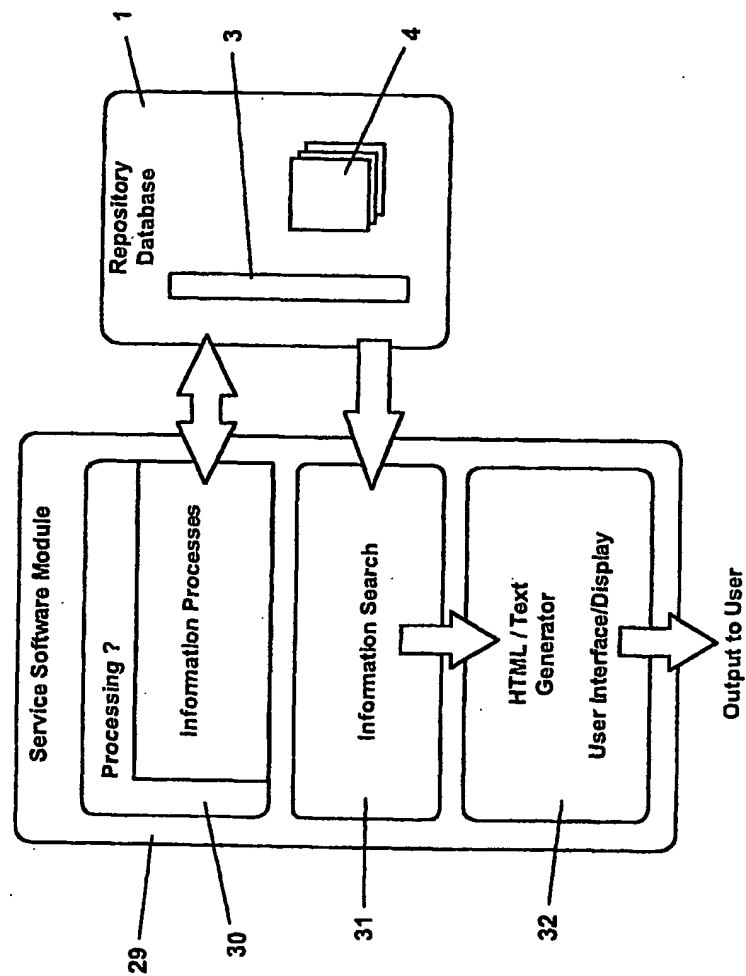 Service Software Module
Processing ?
Information Processes
Information Search
HTML / Text
Generator
User Interface/Display
Output to User
Repository
Database
1
3
4
29
30
31
32